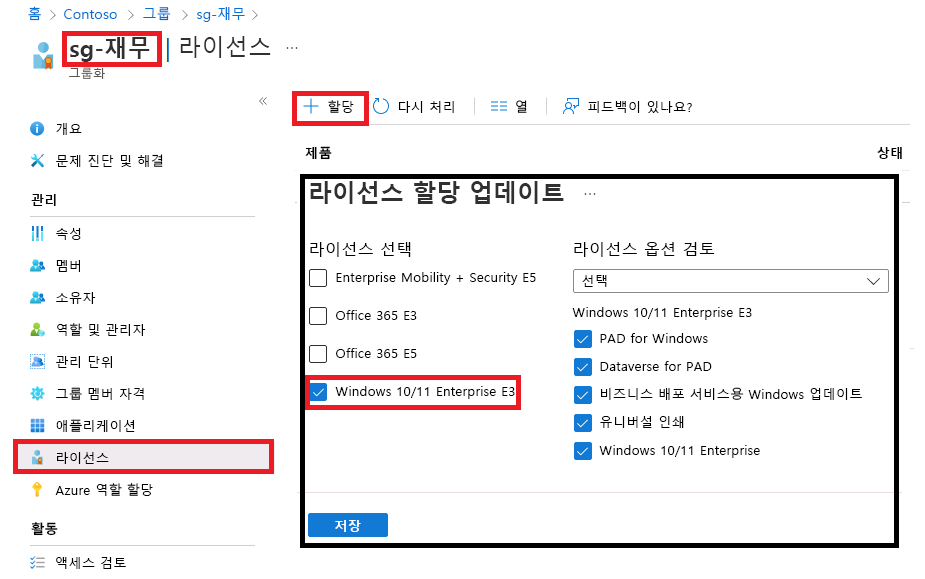 홈 > Contoso > 그룹 > sg-재무 >
sg-재무 | 라이선스 ...
그룹화
«
개요
문제 진단 및 해결
관리
속성
멤버
소유자
역할 및 관리자
관리 단위
그룹 멤버 자격
애플리케이션
라이선스
Azure 역할 할당
활동
액세스 검토
+ 할당 다시 처리 열 피드백이 있나요?
제품 상태
라이선스 할당 업데이트 ...
라이선스 선택
Enterprise Mobility + Security E5
Office 365 E3
Office 365 E5
Windows 10/11 Enterprise E3
라이선스 옵션 검토
선택
Windows 10/11 Enterprise E3
PAD for Windows
Dataverse for PAD
비즈니스 배포 서비스용 Windows 업데이트
유니버설 인쇄
Windows 10/11 Enterprise
저장